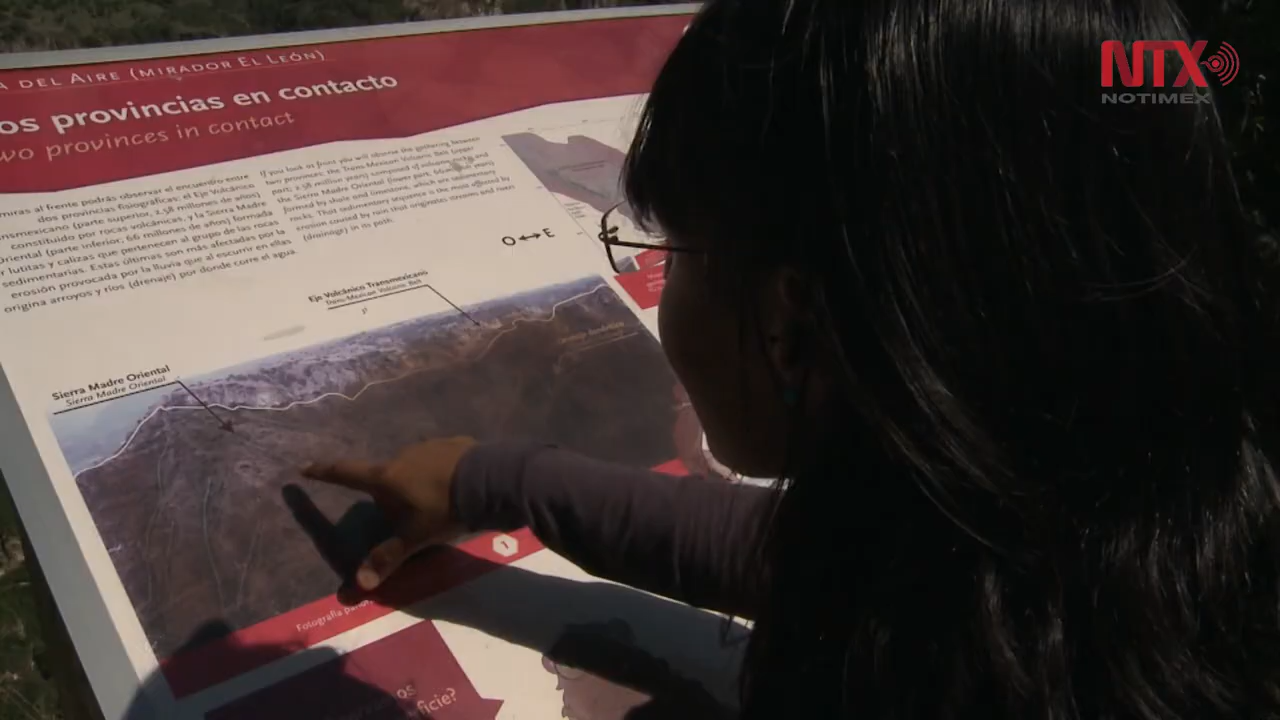 A DEL AIRE (MIRADOR EL LEÓN)
os provincias en contacto
wo provinces in contact
miras al frente podrás observar el encuentro entre
dos provincias fisiográficas: el Eje Volcánico
nsmexicano (parte superior, 2.58 millones de años)
constituido por rocas volcánicas, y la Sierra Madre
Oriental (parte inferior, 66 millones de años) formada
r lutitas y calizas que pertenecen al grupo de las rocas
sedimentarias. Estas últimas son más afectadas por la
erosión provocada por la lluvia que al escurrir en ellas
origina arroyos y ríos (drenaje) por donde corre el agua.
If you look at front you will observe the gathering between
two provinces: the Trans-Mexican Volcanic Belt (upper
part; 2.58 million years) composed of volcanic rocks and
the Sierra Madre Oriental (lower part, 66 million years)
formed by shale and limestone, which are sedimentary
rocks. That sedimentary sequence is the most affected by
erosion caused by rain that originates streams and rivers
(drainage) in its path.
O ↔ E
Eje Volcánico Transmexicano
Trans-Mexican Volcanic Belt
Sierra Madre Oriental
Sierra Madre Oriental
1
Fotografía
os
ficie?
NTX
NOTIMEX